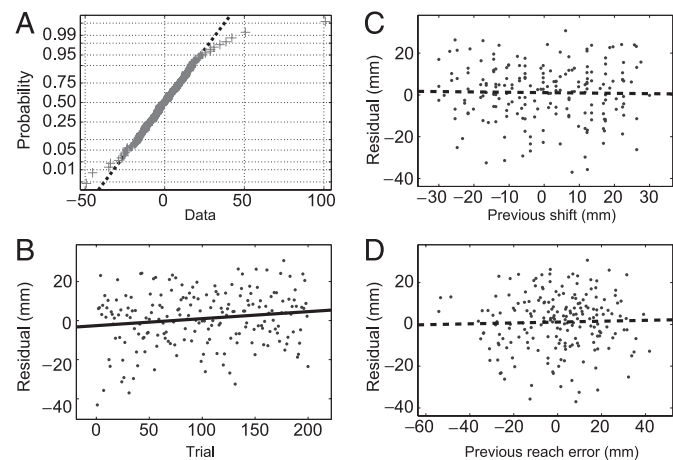 A
Probability
0.99
0.95
0.75
0.50
0.25
0.05
0.01
−50 0 50 100
Data
C
Residual (mm)
20
0
−20
−40
−30 −20 −10 0 10 20 30
Previous shift (mm)
B
Residual (mm)
20
0
−20
−40
0 50 100 150 200
Trial
D
Residual (mm)
20
0
−20
−40
−60 −40 −20 0 20 40
Previous reach error (mm)